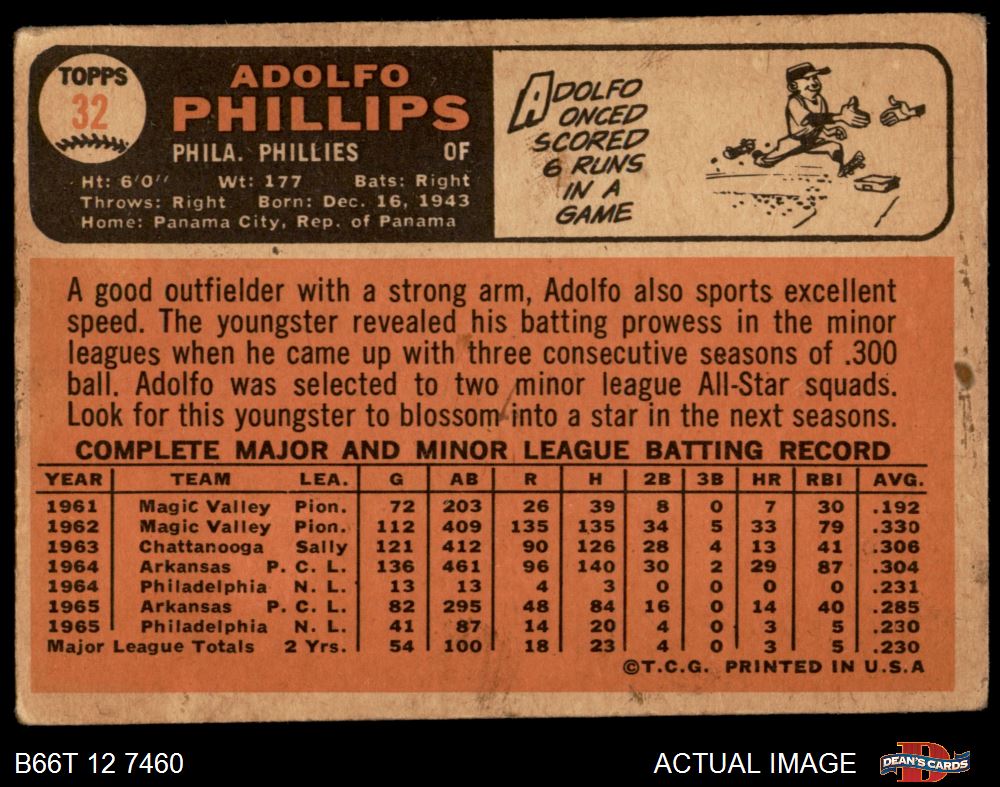 TOPPS
32
ADOLFO
PHILLIPS
PHILA. PHILLIES OF
Ht: 6'0" Wt: 177 Bats: Right
Throws: Right Born: Dec. 16, 1943
Home: Panama City, Rep. of Panama
ADOLFO
ONCED
SCORED
6 RUNS
IN A
GAME
A good outfielder with a strong arm, Adolfo also sports excellent
speed. The youngster revealed his batting prowess in the minor
leagues when he came up with three consecutive seasons of .300
ball. Adolfo was selected to two minor league All-Star squads.
Look for this youngster to blossom into a star in the next seasons.
COMPLETE MAJOR AND MINOR LEAGUE BATTING RECORD
YEAR TEAM LEA. G AB R H 2B 3B HR RBI AVG.
1961 Magic Valley Pion. 72 203 26 39 8 0 7 30 .192
1962 Magic Valley Pion. 112 409 135 135 34 5 33 79 .330
1963 Chattanooga Sally 121 412 90 126 28 4 13 41 .306
1964 Arkansas P. C. L. 136 461 96 140 30 2 29 87 .304
1964 Philadelphia N. L. 13 13 4 3 0 0 0 0 .231
1965 Arkansas P. C. L. 82 295 48 84 16 0 14 40 .285
1965 Philadelphia N. L. 41 87 14 20 4 0 3 5 .230
Major League Totals 2 Yrs. 54 100 18 23 4 0 3 5 .230
©T.C.G. PRINTED IN U.S.A
B66T 12 7460 ACTUAL IMAGE
D
DEAN'S CARDS